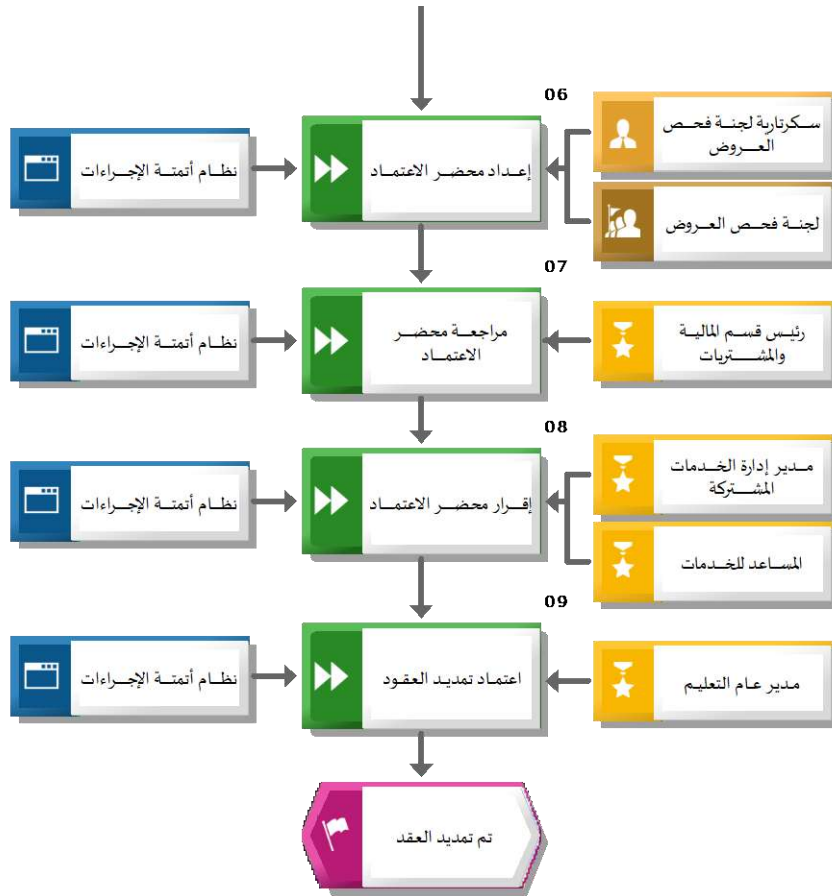 06
سكرتارية لجنة فحص
العروض
إعداد محضر الاعتماد
نظام أتمتة الإجراءات
لجنة فحص العروض
07
رئيس قسم المالية
والمشتريات
مراجعة محضر
الاعتماد
نظام أتمتة الإجراءات
08
مدير إدارة الخدمات
المشتركة
إقرار محضر الاعتماد
نظام أتمتة الإجراءات
المساعد للخدمات
09
مدير عام التعليم
اعتماد تمديد العقود
نظام أتمتة الإجراءات
تم تمديد العقد